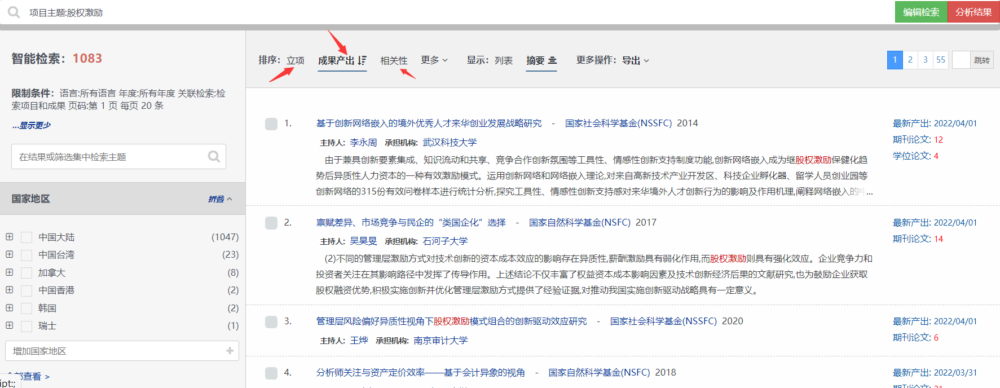 项目主题:股权激励
编辑检索 分析结果
智能检索：1083
限制条件：语言:所有语言 年度:所有年度 关联检索:检
索项目和成果 页码:第 1 页 每页 20 条
...显示更少
在结果或筛选集中检索主题
国家地区 折叠
中国大陆 (1047)
中国台湾 (23)
加拿大 (8)
中国香港 (2)
韩国 (2)
瑞士 (1)
增加国家地区
全部查看 >
ipt:;
排序：立项 成果产出 相关性 更多 显示：列表 摘要 更多操作：导出
1 2 3 55 跳转
1. 基于创新网络嵌入的境外优秀人才来华创业发展战略研究 - 国家社会科学基金(NSSFC) 2014
主持人：李永周 承担机构：武汉科技大学
由于兼具创新要素集成、知识流动和共享、竞争合作创新氛围等工具性、情感性创新支持制度功能,创新网络嵌入成为继股权激励保健化趋
势后异质性人力资本的一种有效激励模式。运用创新网络和网络嵌入理论,对来自高新技术产业开发区、科技企业孵化器、留学人员创业园等
创新网络的315份有效问卷样本进行统计分析,探究工具性、情感性创新支持感对来华境外人才创新行为的影响及作用机理,阐释网络嵌入的中...
最新产出: 2022/04/01
期刊论文: 12
学位论文: 4
2. 禀赋差异、市场竞争与民企的“类国企化”选择 - 国家自然科学基金(NSFC) 2017
主持人：吴昊旻 承担机构：石河子大学
(2)不同的管理层激励方式对技术创新的资本成本效应的影响存在异质性,薪酬激励具有弱化作用,而股权激励则具有强化效应。企业竞争力和
投资者关注在其影响路径中发挥了传导作用。上述结论不仅丰富了权益资本成本影响因素及技术创新经济后果的文献研究,也为鼓励企业获取
股权融资优势,积极实施创新并优化管理层激励方式提供了经验证据,对推动我国实施创新驱动战略具有一定意义。
最新产出: 2022/04/01
期刊论文: 14
3. 管理层风险偏好异质性视角下股权激励模式组合的创新驱动效应研究 - 国家社会科学基金(NSSFC) 2020
主持人：王烨 承担机构：南京审计大学
最新产出: 2022/04/01
期刊论文: 6
4. 分析师关注与资产定价效率——基于会计异象的视角 - 国家自然科学基金(NSFC) 2018
最新产出: 2022/03/31
期刊论文: 21